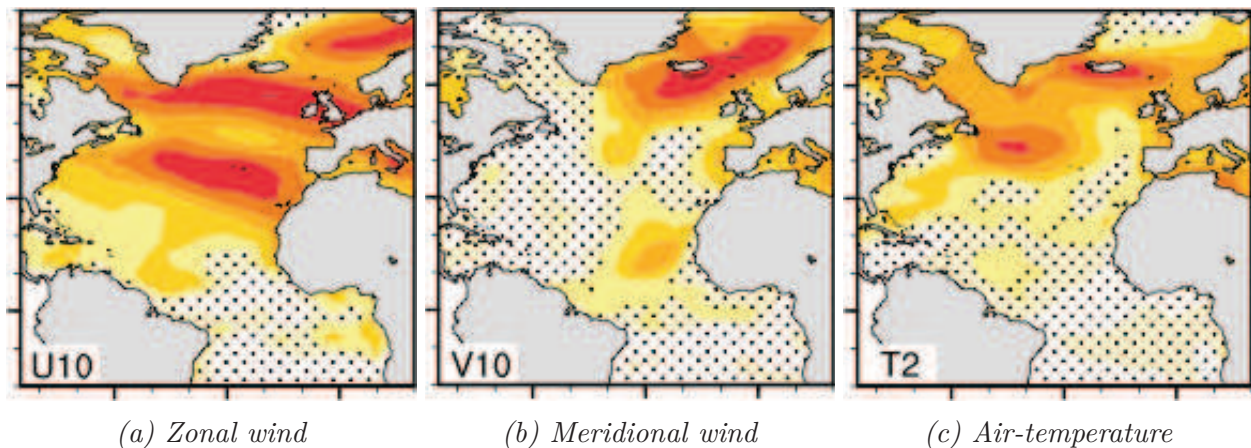 U10
V10
T2
(a) Zonal wind
(b) Meridional wind
(c) Air-temperature